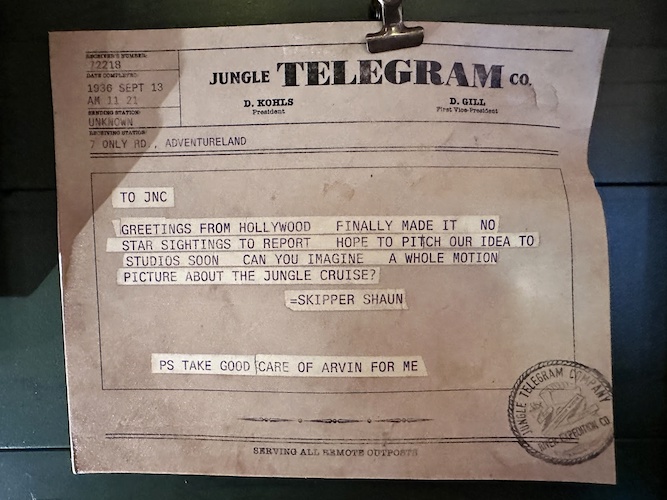 RECEIVER'S NUMBER:
72218
DATE COMPLETED:
1936 SEPT 13
AM 11 21
SENDING STATION:
UNKNOWN
RECEIVING STATION:
7 ONLY RD , ADVENTURELAND
JUNGLE TELEGRAM CO.
D. KOHLS D. GILL
President First Vice-President
TO JNC
GREETINGS FROM HOLLYWOOD FINALLY MADE IT NO
STAR SIGHTINGS TO REPORT HOPE TO PITCH OUR IDEA TO
STUDIOS SOON CAN YOU IMAGINE A WHOLE MOTION
PICTURE ABOUT THE JUNGLE CRUISE?
=SKIPPER SHAUN
PS TAKE GOOD CARE OF ARVIN FOR ME
JUNGLE TELEGRAM COMPANY
RIVER EXPEDITION CO.
SERVING ALL REMOTE OUTPOSTS